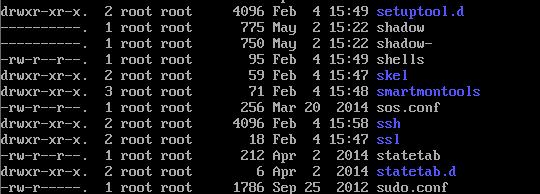 drwxr-xr-x. 2 root root 4096 Feb 4 15:49 setuptool.d
----------. 1 root root 775 May 2 15:22 shadow
----------. 1 root root 750 May 2 15:22 shadow-
-rw-r--r--. 1 root root 95 Feb 4 15:49 shells
drwxr-xr-x. 2 root root 59 Feb 4 15:47 skel
drwxr-xr-x. 3 root root 71 Feb 4 15:48 smartmontools
-rw-r--r--. 1 root root 256 Mar 20 2014 sos.conf
drwxr-xr-x. 2 root root 4096 Feb 4 15:58 ssh
drwxr-xr-x. 2 root root 18 Feb 4 15:47 ssl
-rw-r--r--. 1 root root 212 Apr 2 2014 statetab
drwxr-xr-x. 2 root root 6 Apr 2 2014 statetab.d
-rw-r-----. 1 root root 1786 Sep 25 2012 sudo.conf